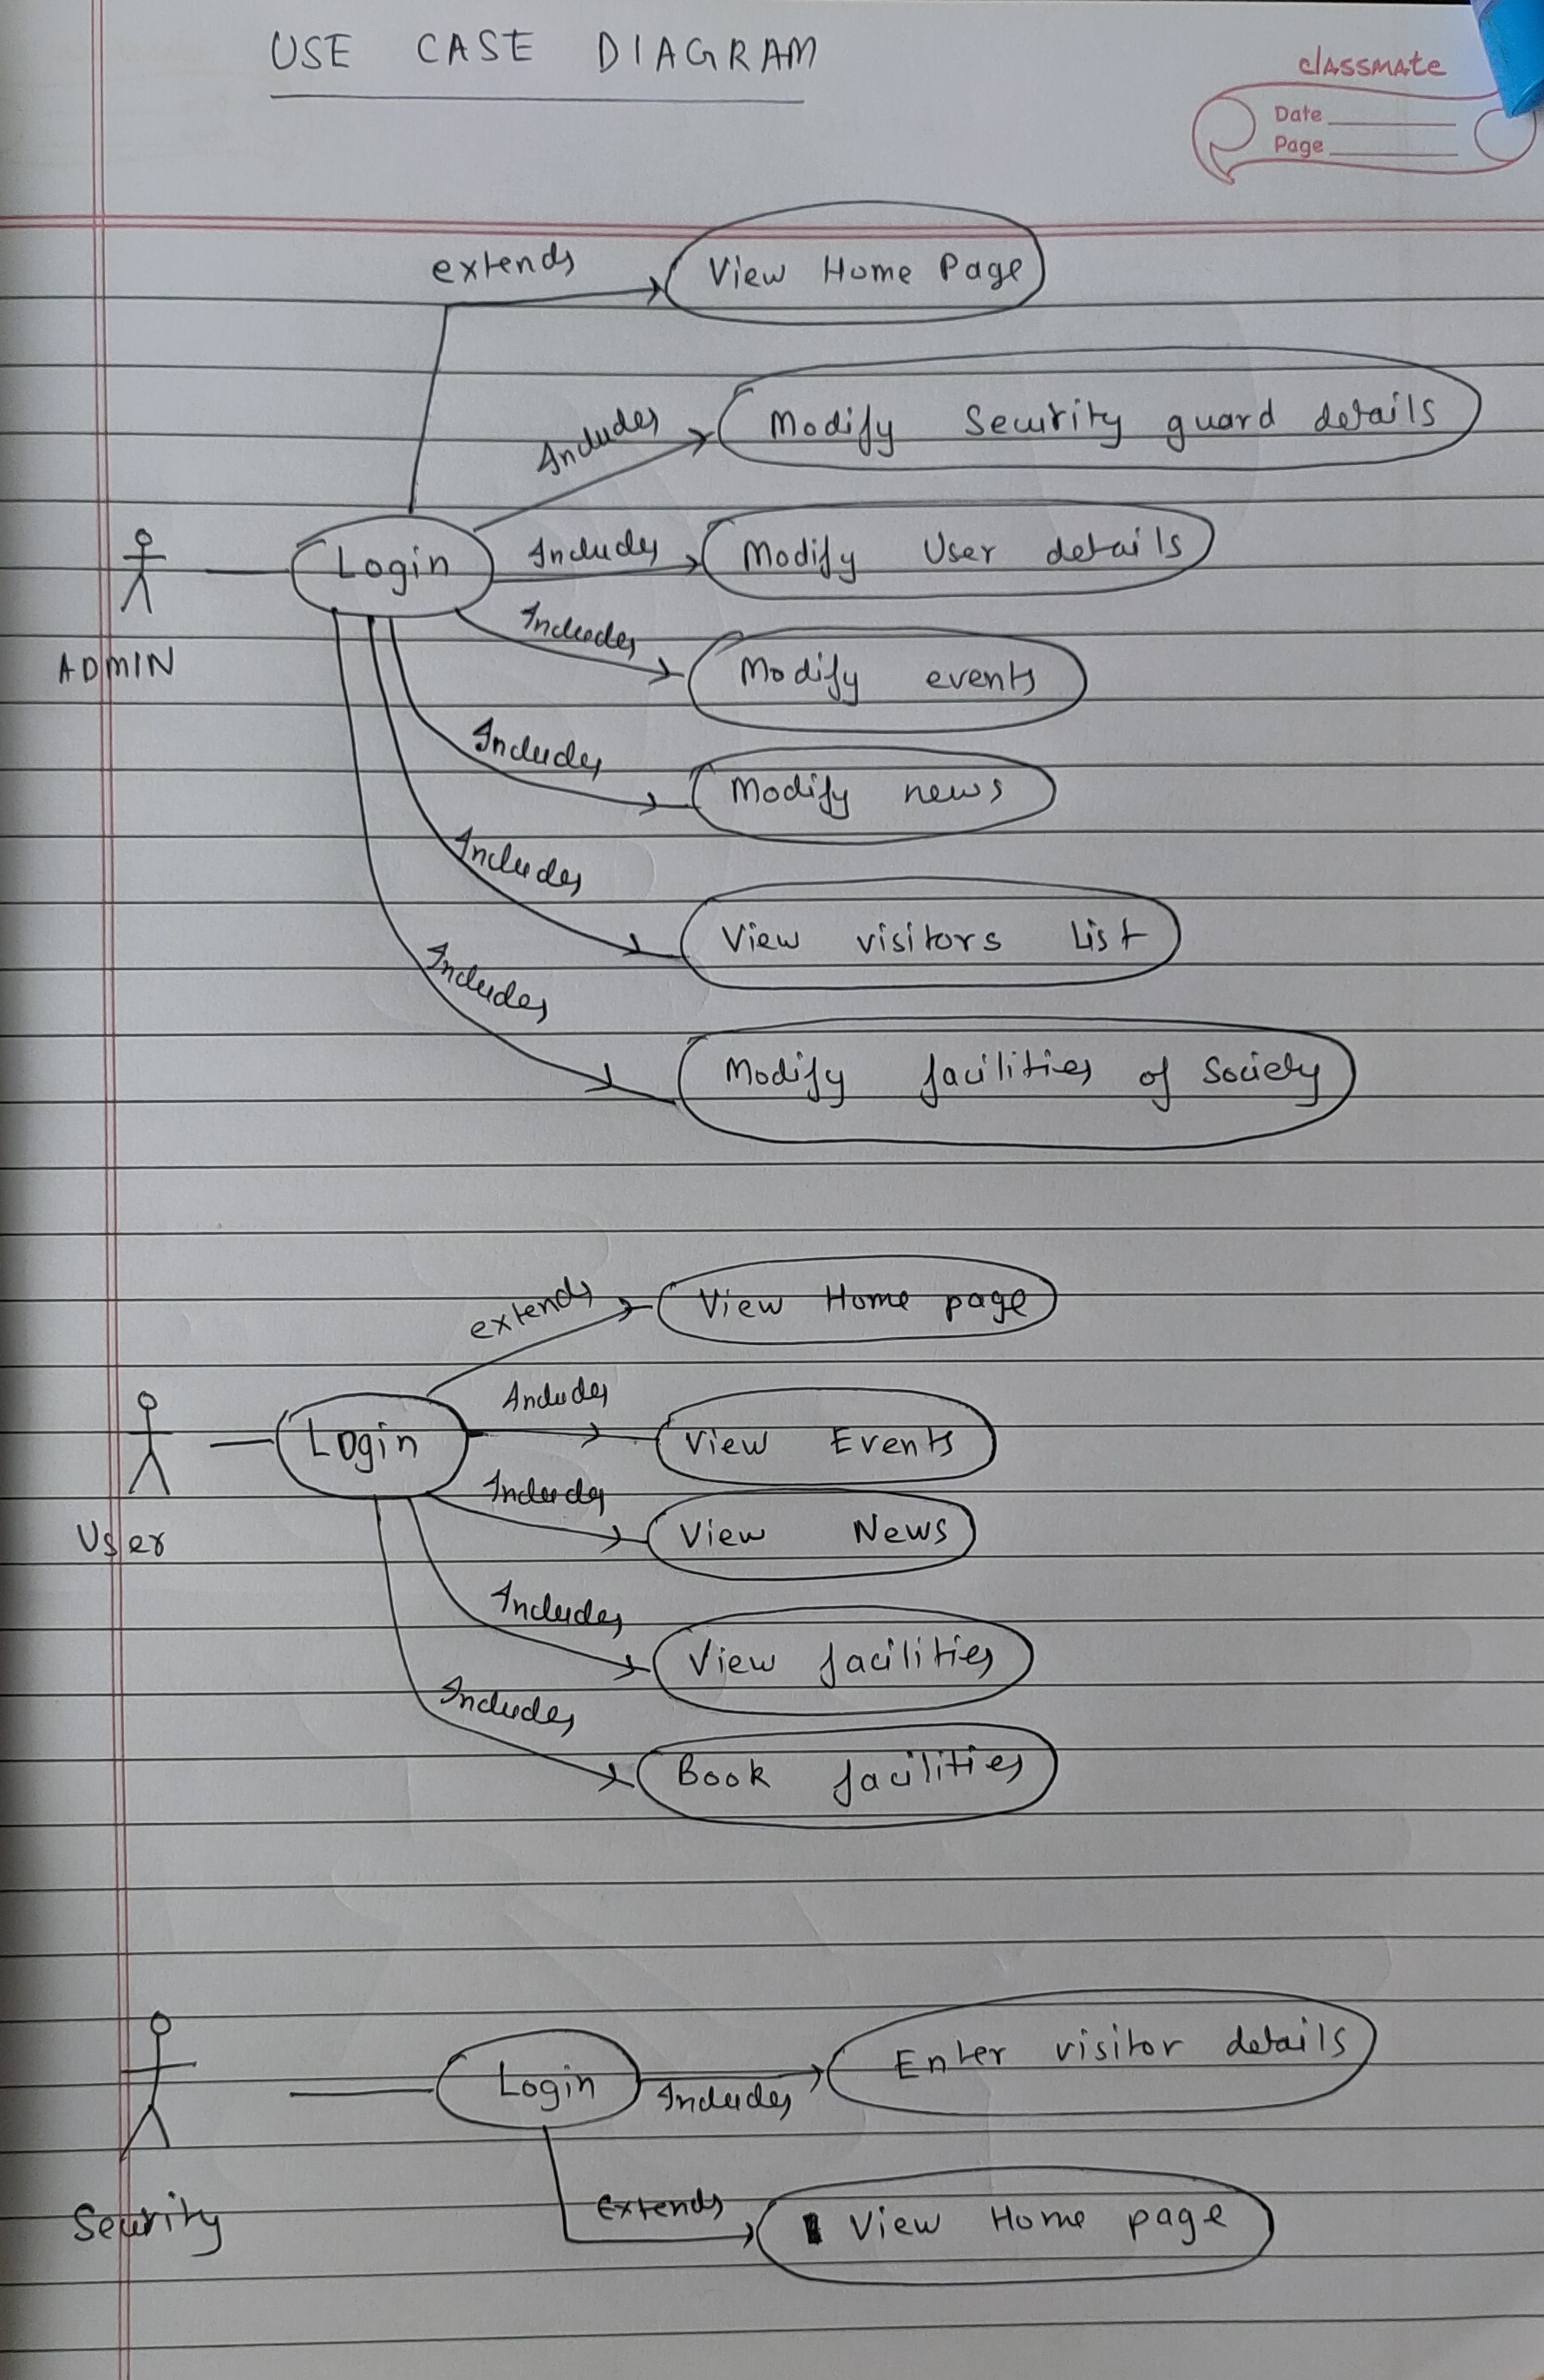 USE CASE DIAGRAM
classmate
Date
Page
extends
View Home Page
Includes
Modify Security guard details
Login
Includes
Modify User details
ADMIN
Includes
Modify events
Includes
Modify news
Includes
View visitors List
Includes
Modify facilities of Society
extends
View Home page
Includes
Login
View Events
Includes
User
View News
Includes
View facilities
Includes
Book facilities
Enter visitor details
Login
Includes
Security
Extends
View Home page